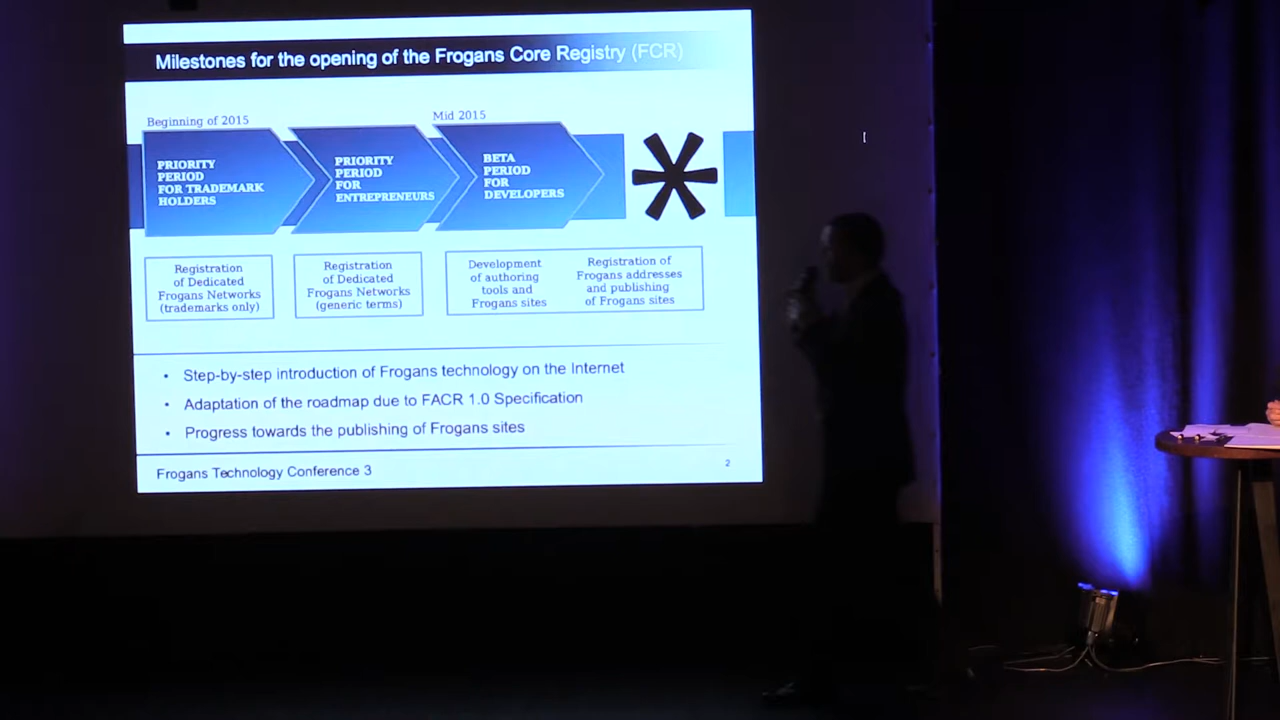 Milestones for the opening of the Frogans Core Registry (FCR)
Beginning of 2015
Mid 2015
PRIORITY
PERIOD
FOR TRADEMARK
HOLDERS
PRIORITY
PERIOD
FOR
ENTREPRENEURS
BETA
PERIOD
FOR
DEVELOPERS
Registration
of Dedicated
Frogans Networks
(trademarks only)
Registration
of Dedicated
Frogans Networks
(generic terms)
Development
of authoring
tools and
Frogans sites
Registration of
Frogans addresses
and publishing
of Frogans sites
• Step-by-step introduction of Frogans technology on the Internet
• Adaptation of the roadmap due to FACR 1.0 Specification
• Progress towards the publishing of Frogans sites
Frogans Technology Conference 3
2